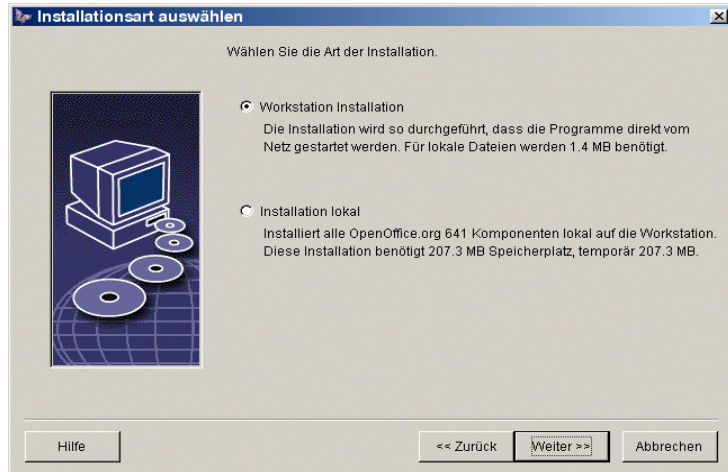 Installationsart auswählen
Wählen Sie die Art der Installation.
Workstation Installation
Die Installation wird so durchgeführt, dass die Programme direkt vom
Netz gestartet werden. Für lokale Dateien werden 1.4 MB benötigt.
Installation lokal
Installiert alle OpenOffice.org 641 Komponenten lokal auf die Workstation.
Diese Installation benötigt 207.3 MB Speicherplatz, temporär 207.3 MB.
Hilfe
<< Zurück
Weiter >>
Abbrechen